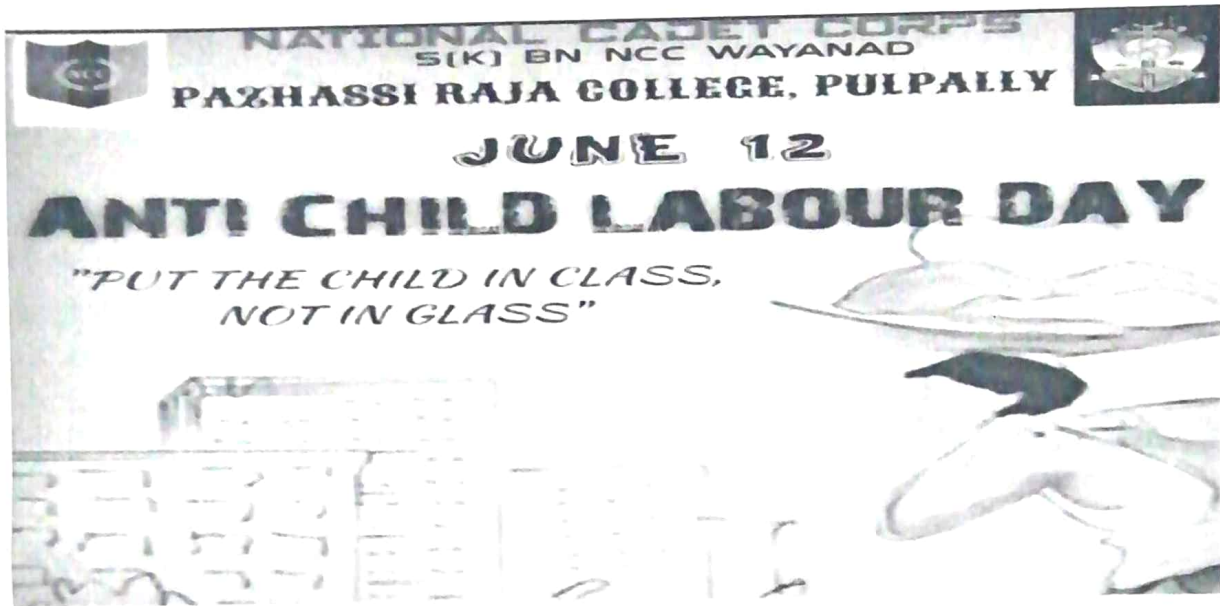 NATIONAL CADET CORPS
5(K) BN NCC WAYANAD
PAZHASSI RAJA COLLEGE, PULPALLY
JUNE 12
ANTI CHILD LABOUR DAY
"PUT THE CHILD IN CLASS,
NOT IN GLASS"